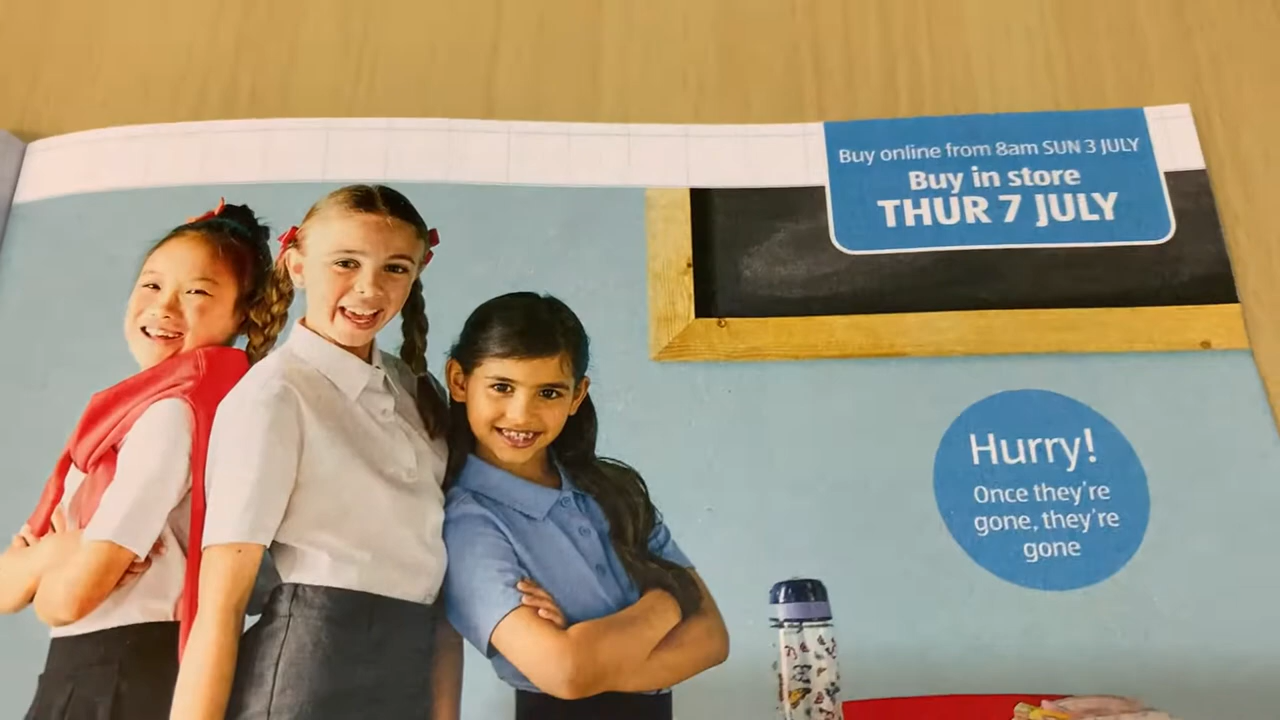 Buy online from 8am SUN 3 JULY
Buy in store
THUR 7 JULY
Hurry!
Once they're
gone, they're
gone